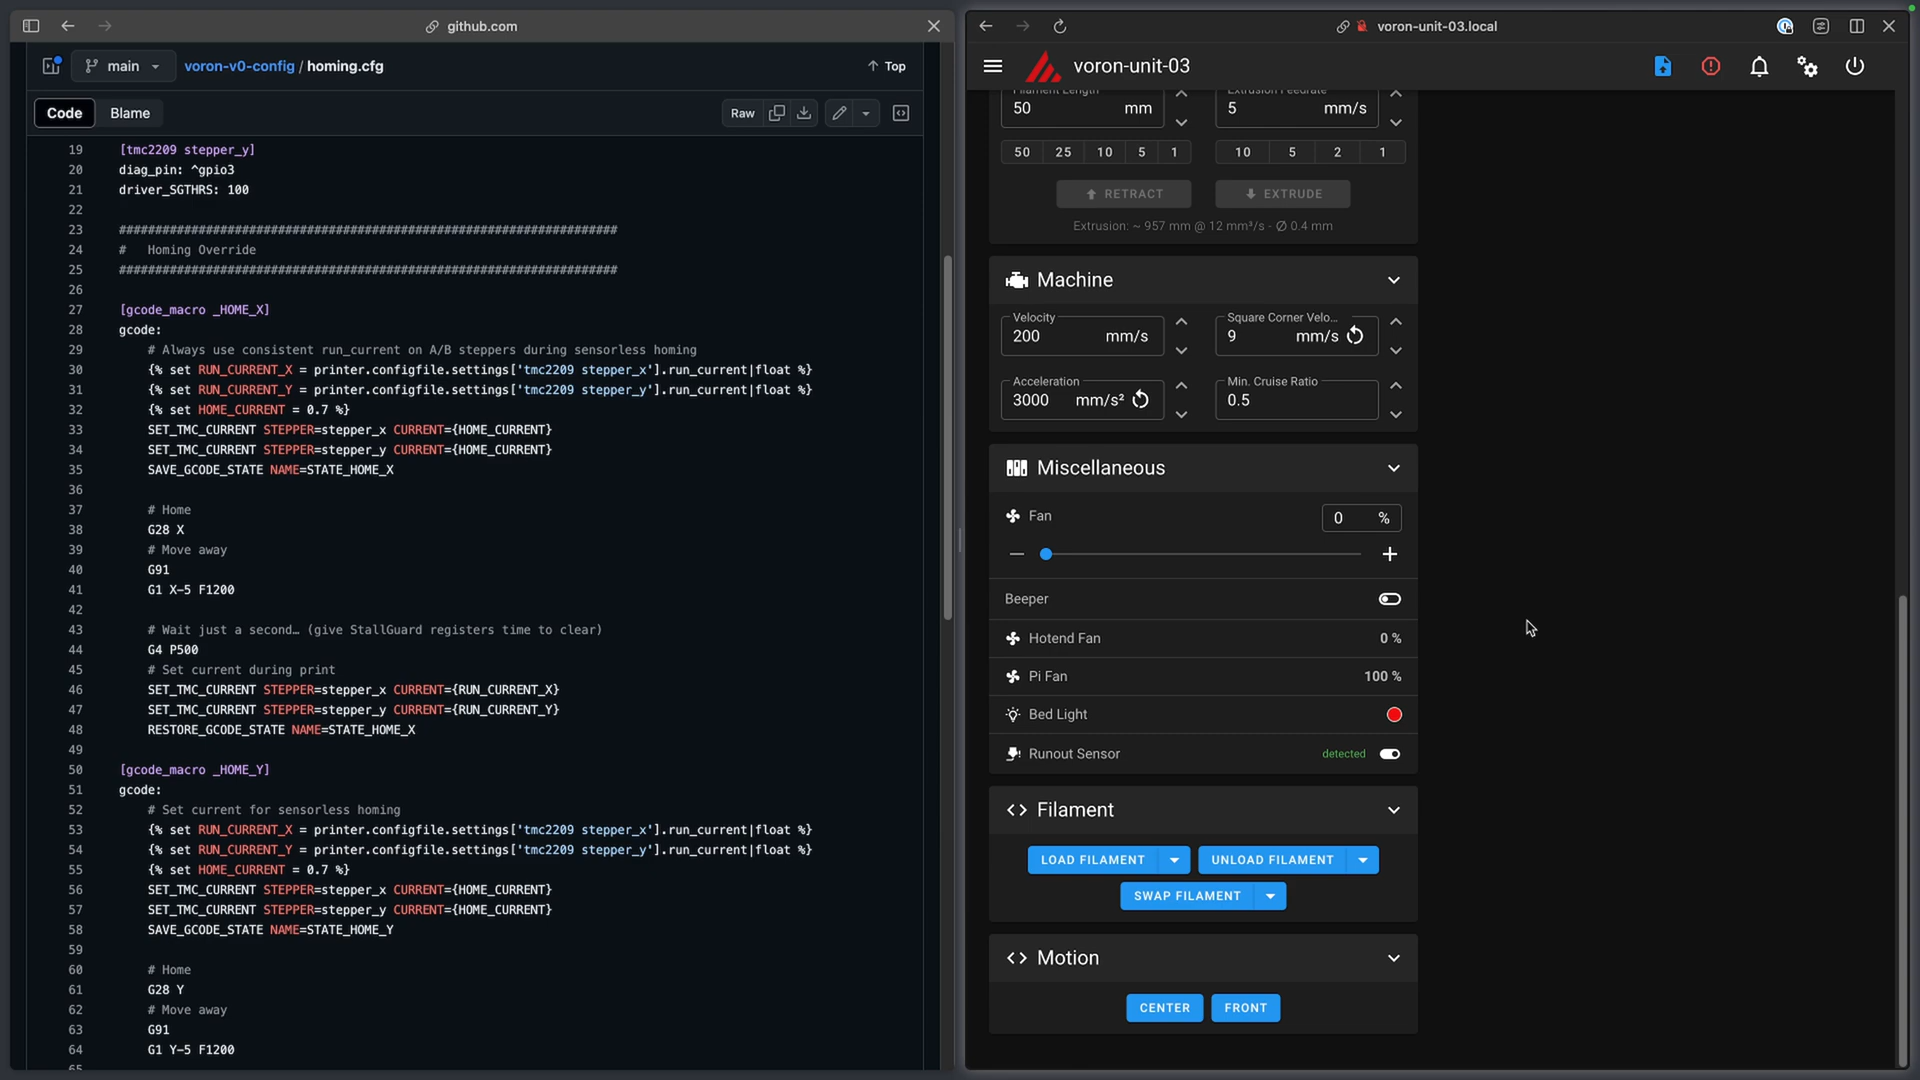 github.com
main
voron-v0-config / homing.cfg
Top
Code
Blame
Raw
19 [tmc2209 stepper_y]
20 diag_pin: ^gpio3
21 driver_SGTHRS: 100
22
23 #####################################################################
24 #   Homing Override
25 #####################################################################
26
27 [gcode_macro _HOME_X]
28 gcode:
29     # Always use consistent run_current on A/B steppers during sensorless homing
30     {% set RUN_CURRENT_X = printer.configfile.settings['tmc2209 stepper_x'].run_current|float %}
31     {% set RUN_CURRENT_Y = printer.configfile.settings['tmc2209 stepper_y'].run_current|float %}
32     {% set HOME_CURRENT = 0.7 %}
33     SET_TMC_CURRENT STEPPER=stepper_x CURRENT={HOME_CURRENT}
34     SET_TMC_CURRENT STEPPER=stepper_y CURRENT={HOME_CURRENT}
35     SAVE_GCODE_STATE NAME=STATE_HOME_X
36
37     # Home
38     G28 X
39     # Move away
40     G91
41     G1 X-5 F1200
42
43     # Wait just a second… (give StallGuard registers time to clear)
44     G4 P500
45     # Set current during print
46     SET_TMC_CURRENT STEPPER=stepper_x CURRENT={RUN_CURRENT_X}
47     SET_TMC_CURRENT STEPPER=stepper_y CURRENT={RUN_CURRENT_Y}
48     RESTORE_GCODE_STATE NAME=STATE_HOME_X
49
50 [gcode_macro _HOME_Y]
51 gcode:
52     # Set current for sensorless homing
53     {% set RUN_CURRENT_X = printer.configfile.settings['tmc2209 stepper_x'].run_current|float %}
54     {% set RUN_CURRENT_Y = printer.configfile.settings['tmc2209 stepper_y'].run_current|float %}
55     {% set HOME_CURRENT = 0.7 %}
56     SET_TMC_CURRENT STEPPER=stepper_x CURRENT={HOME_CURRENT}
57     SET_TMC_CURRENT STEPPER=stepper_y CURRENT={HOME_CURRENT}
58     SAVE_GCODE_STATE NAME=STATE_HOME_Y
59
60     # Home
61     G28 Y
62     # Move away
63     G91
64     G1 Y-5 F1200
65
voron-unit-03.local
voron-unit-03
Filament Length
50 mm
Extrusion Feedrate
5 mm/s
50 25 10 5 1
10 5 2 1
RETRACT
EXTRUDE
Extrusion: ~ 957 mm @ 12 mm³/s - Ø 0.4 mm
Machine
Velocity
200 mm/s
Square Corner Velo…
9 mm/s
Acceleration
3000 mm/s²
Min. Cruise Ratio
0.5
Miscellaneous
Fan 0 %
Beeper
Hotend Fan 0 %
Pi Fan 100 %
Bed Light
Runout Sensor detected
Filament
LOAD FILAMENT
UNLOAD FILAMENT
SWAP FILAMENT
Motion
CENTER
FRONT